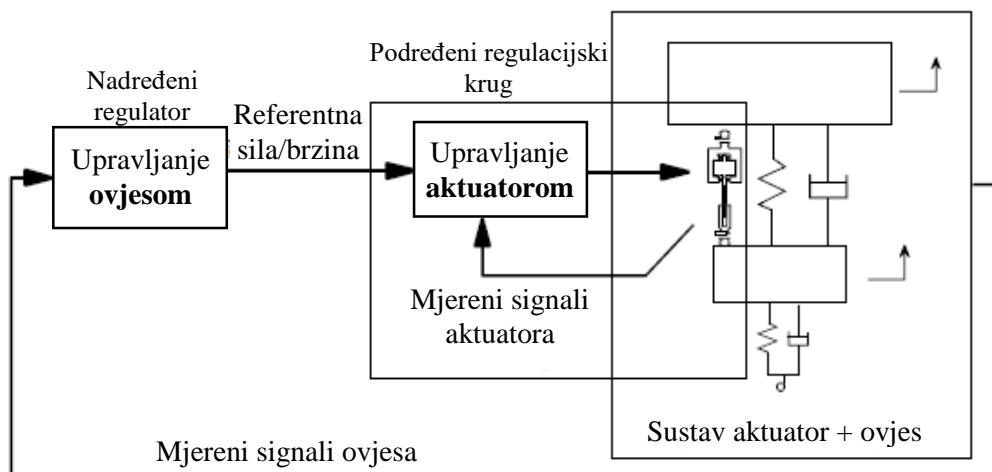 Podređeni regulacijski
krug
Nadređeni
regulator
Referentna
sila/brzina
Upravljanje
ovjesom
Upravljanje
aktuatorom
Mjereni signali
aktuatora
Sustav aktuator + ovjes
Mjereni signali ovjesa